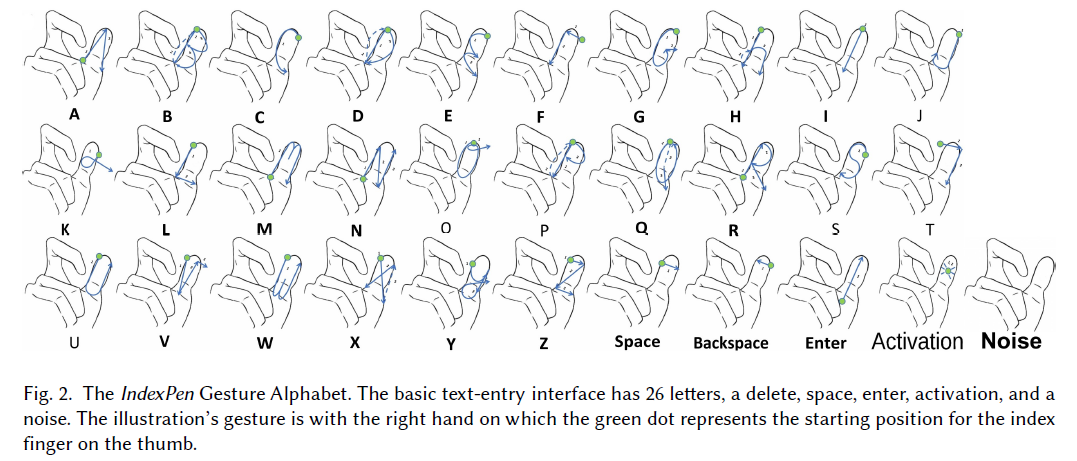 A B C D E F G H I J
K L M N O P Q R S T
U V W X Y Z Space Backspace Enter Activation Noise
Fig. 2. The IndexPen Gesture Alphabet. The basic text-entry interface has 26 letters, a delete, space, enter, activation, and a
noise. The illustration's gesture is with the right hand on which the green dot represents the starting position for the index
finger on the thumb.